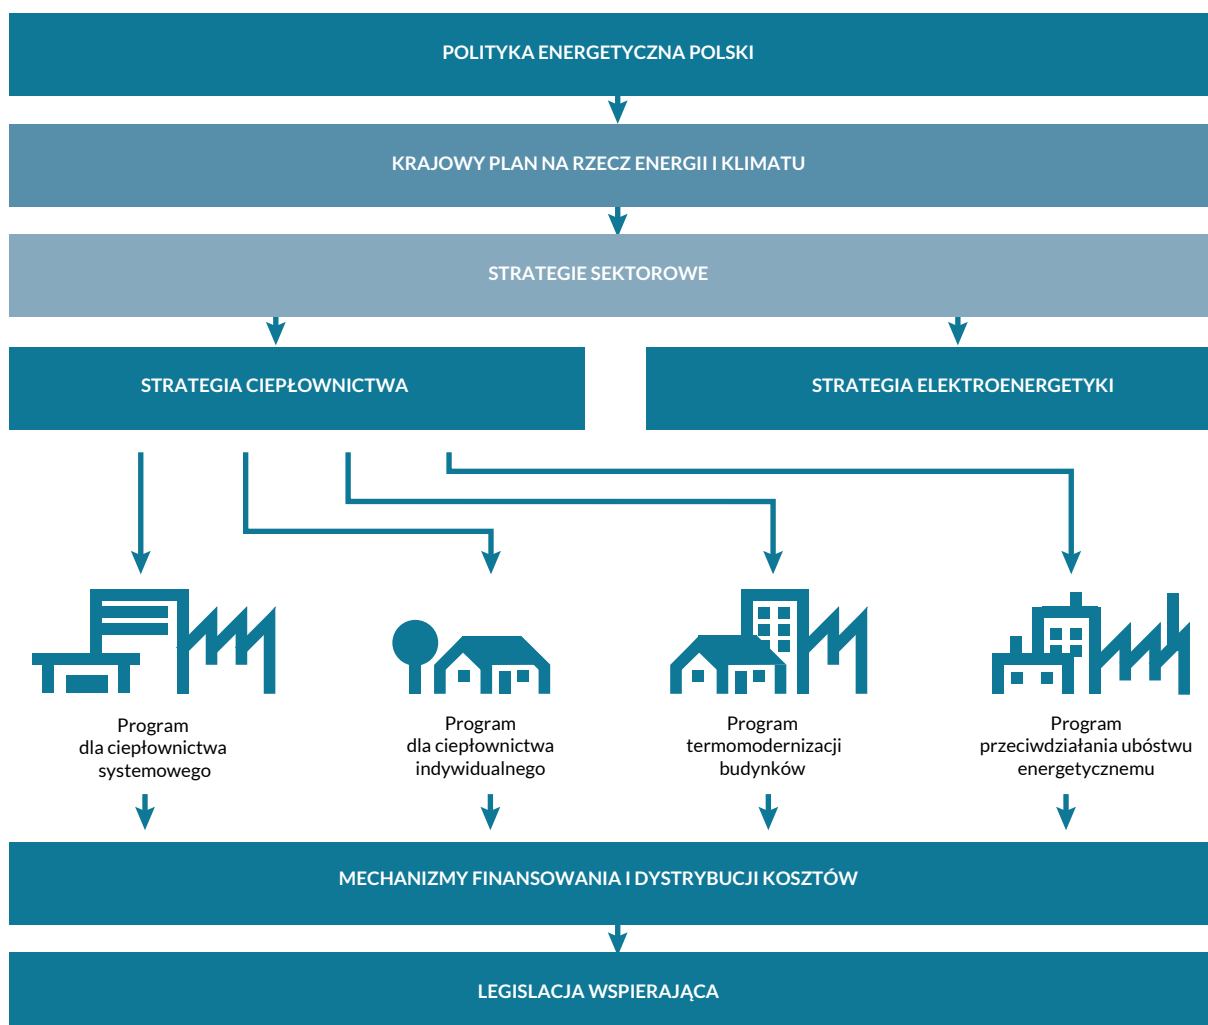 POLITYKA ENERGETYCZNA POLSKI
KRAJOWY PLAN NA RZECZ ENERGII I KLIMATU
STRATEGIE SEKTOROWE
STRATEGIA CIEPŁOWNICTWA
STRATEGIA ELEKTROENERGETYKI
Program
dla ciepłownictwa
systemowego
Program
dla ciepłownictwa
indywidualnego
Program
termomodernizacji
budynków
Program
przeciwdziałania ubóstwu
energetycznemu
MECHANIZMY FINANSOWANIA I DYSTRYBUCJI KOSZTÓW
LEGISLACJA WSPIERAJĄCA